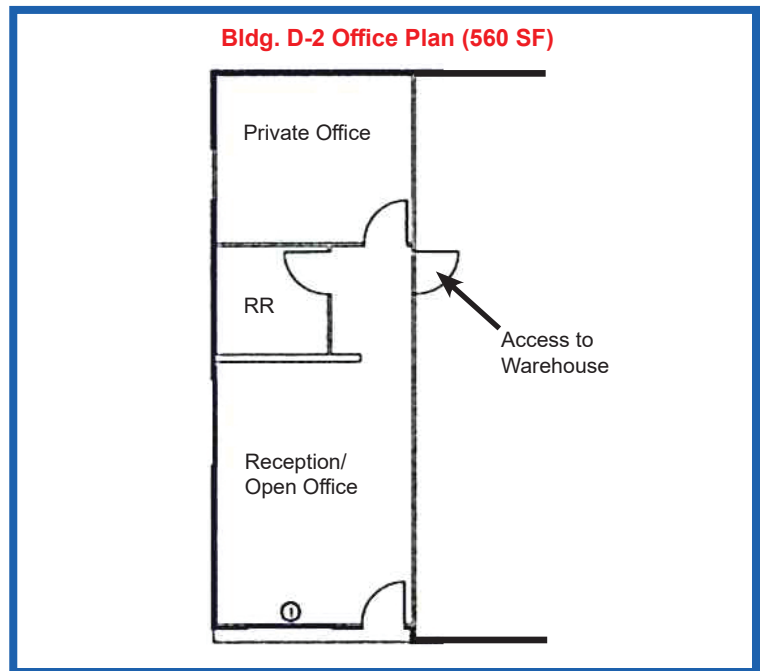 Bldg. D-2 Office Plan (560 SF)
Private Office
RR
Access to
Warehouse
Reception/
Open Office
1